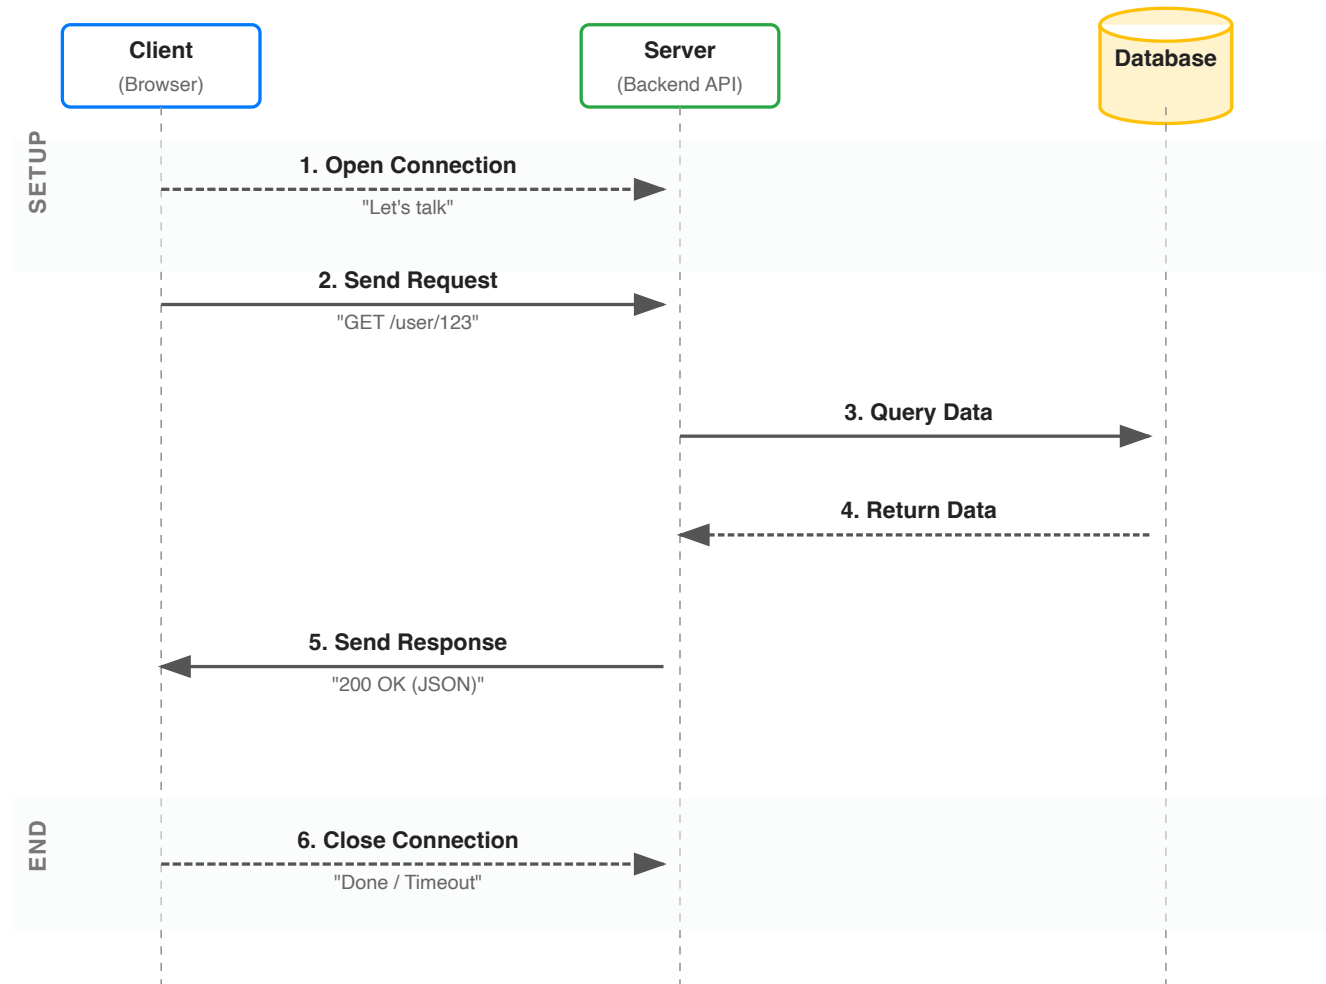 Client
(Browser)
Server
(Backend API)
Database
SETUP
1. Open Connection
"Let's talk"
2. Send Request
"GET /user/123"
3. Query Data
4. Return Data
5. Send Response
"200 OK (JSON)"
END
6. Close Connection
"Done / Timeout"